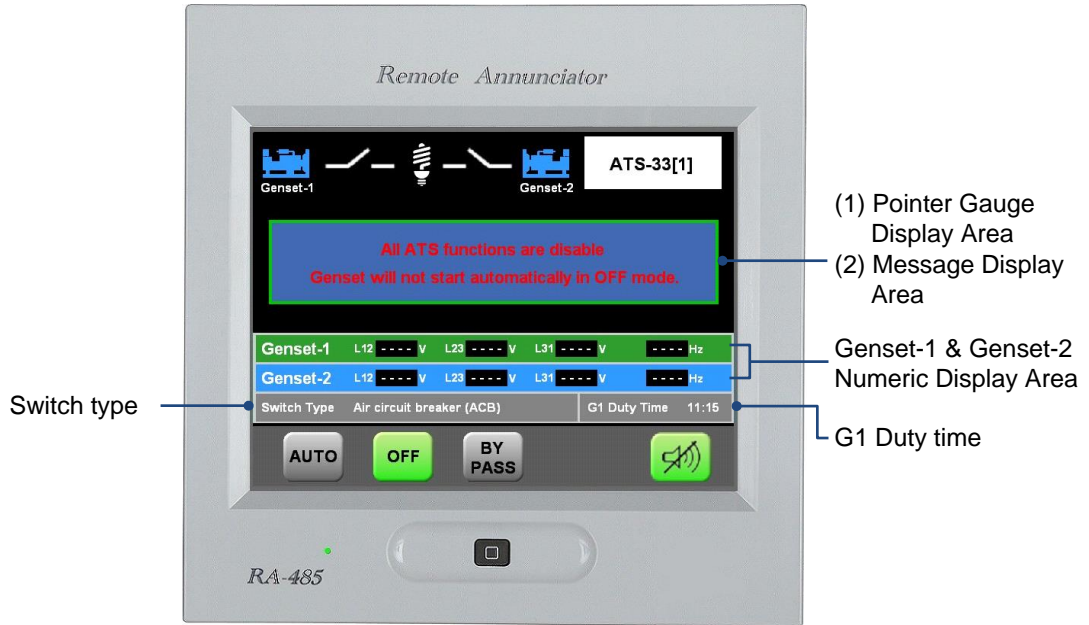 Remote Annunciator
Genset-1
Genset-2
ATS-33[1]
All ATS functions are disable
Genset will not start automatically in OFF mode.
Genset-1 L12 ---- V L23 ---- V L31 ---- V ---- Hz
Genset-2 L12 ---- V L23 ---- V L31 ---- V ---- Hz
Switch Type Air circuit breaker (ACB) G1 Duty Time 11:15
AUTO
OFF
BY
PASS
RA-485
Switch type
(1) Pointer Gauge
Display Area
(2) Message Display
Area
Genset-1 & Genset-2
Numeric Display Area
G1 Duty time